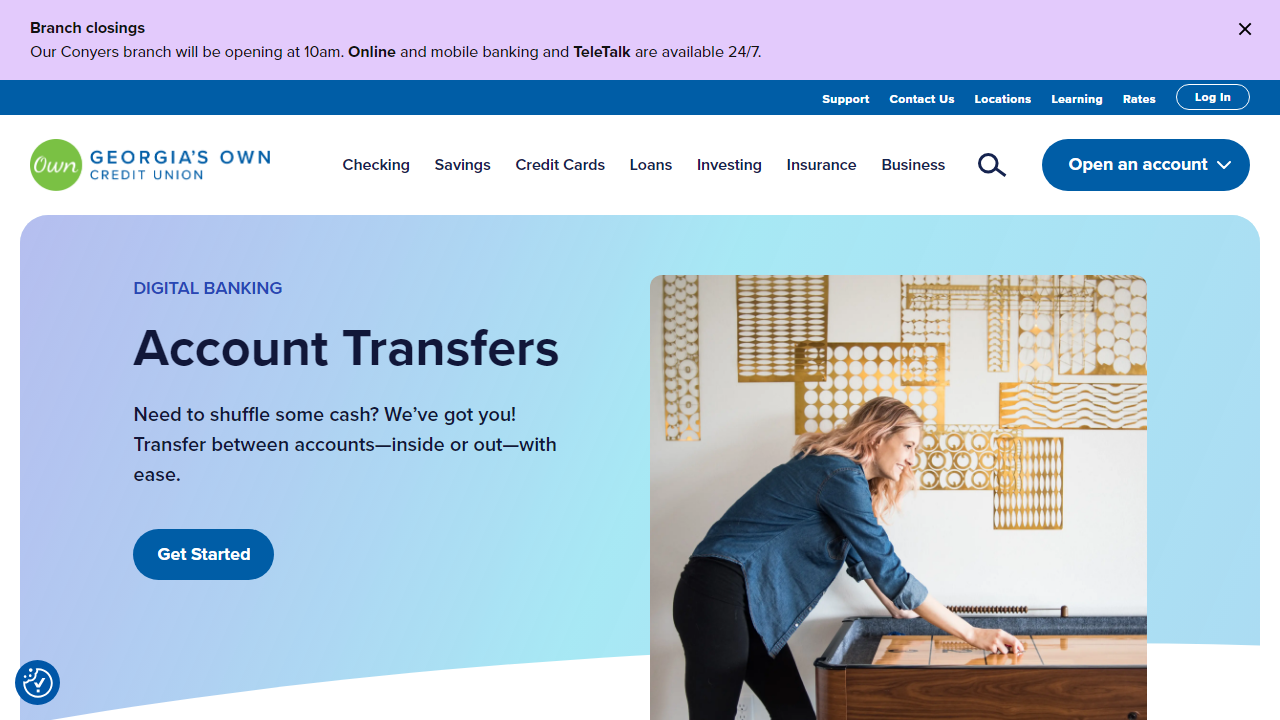 Branch closings
Our Conyers branch will be opening at 10am. Online and mobile banking and TeleTalk are available 24/7.
Support Contact Us Locations Learning Rates Log In
Own GEORGIA'S OWN
CREDIT UNION
Checking Savings Credit Cards Loans Investing Insurance Business Open an account
DIGITAL BANKING
Account Transfers
Need to shuffle some cash? We’ve got you!
Transfer between accounts—inside or out—with
ease.
Get Started